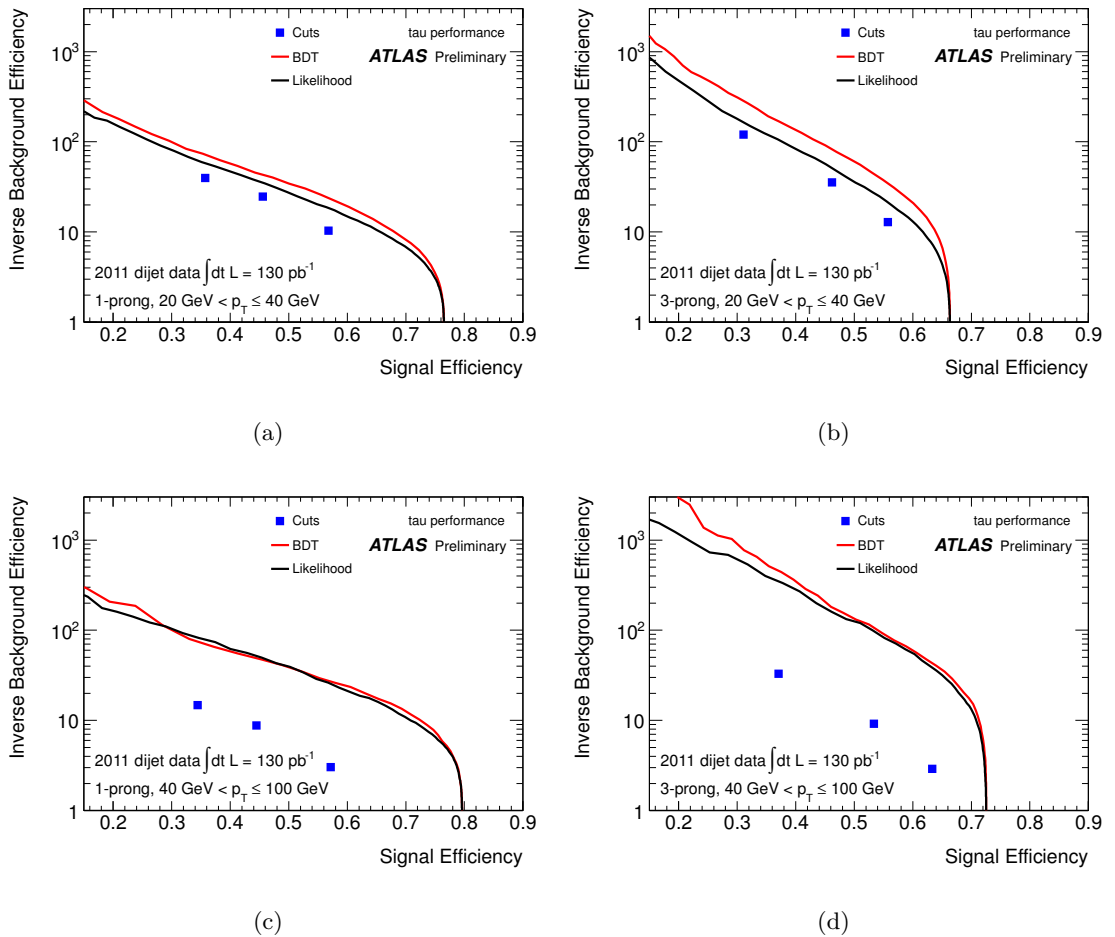 Inverse Background Efficiency
10³
10²
10
1
Cuts
BDT
Likelihood
tau performance
ATLAS Preliminary
2011 dijet data ∫dt L = 130 pb⁻¹
1-prong, 20 GeV < p_T ≤ 40 GeV
0.2 0.3 0.4 0.5 0.6 0.7 0.8 0.9
Signal Efficiency
(a)
Inverse Background Efficiency
10³
10²
10
1
Cuts
BDT
Likelihood
tau performance
ATLAS Preliminary
2011 dijet data ∫dt L = 130 pb⁻¹
3-prong, 20 GeV < p_T ≤ 40 GeV
0.2 0.3 0.4 0.5 0.6 0.7 0.8 0.9
Signal Efficiency
(b)
Inverse Background Efficiency
10³
10²
10
1
Cuts
BDT
Likelihood
tau performance
ATLAS Preliminary
2011 dijet data ∫dt L = 130 pb⁻¹
1-prong, 40 GeV < p_T ≤ 100 GeV
0.2 0.3 0.4 0.5 0.6 0.7 0.8 0.9
Signal Efficiency
(c)
Inverse Background Efficiency
10³
10²
10
1
Cuts
BDT
Likelihood
tau performance
ATLAS Preliminary
2011 dijet data ∫dt L = 130 pb⁻¹
3-prong, 40 GeV < p_T ≤ 100 GeV
0.2 0.3 0.4 0.5 0.6 0.7 0.8 0.9
Signal Efficiency
(d)